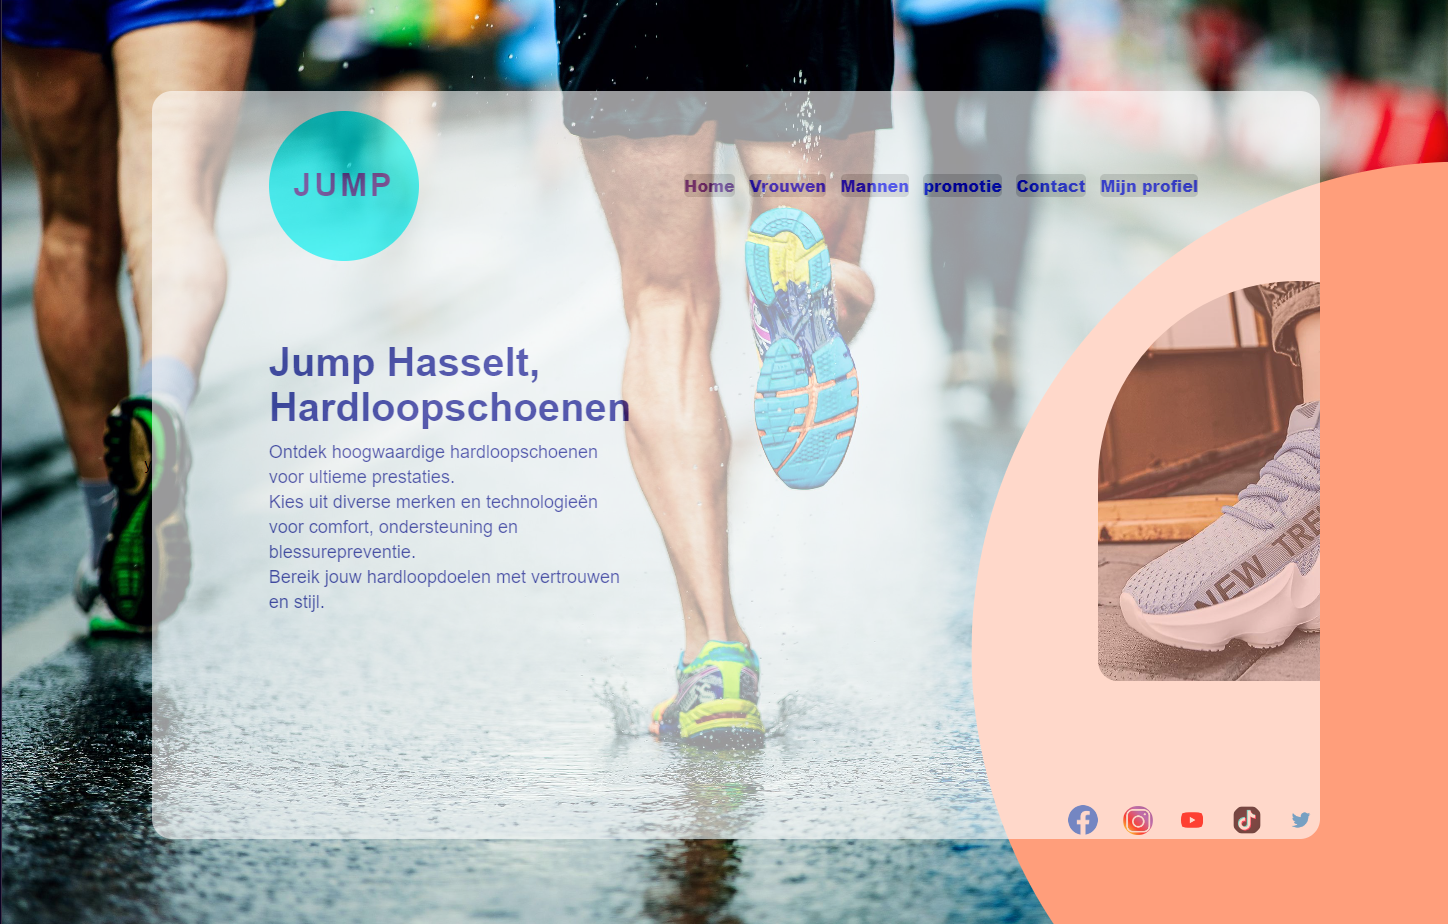 JUMP
Home Vrouwen Mannen promotie Contact Mijn profiel
Jump Hasselt,
Hardloopschoenen
Ontdek hoogwaardige hardloopschoenen
voor ultieme prestaties.
Kies uit diverse merken en technologieën
voor comfort, ondersteuning en
blessurepreventie.
Bereik jouw hardloopdoelen met vertrouwen
en stijl.
y
NEW TRE